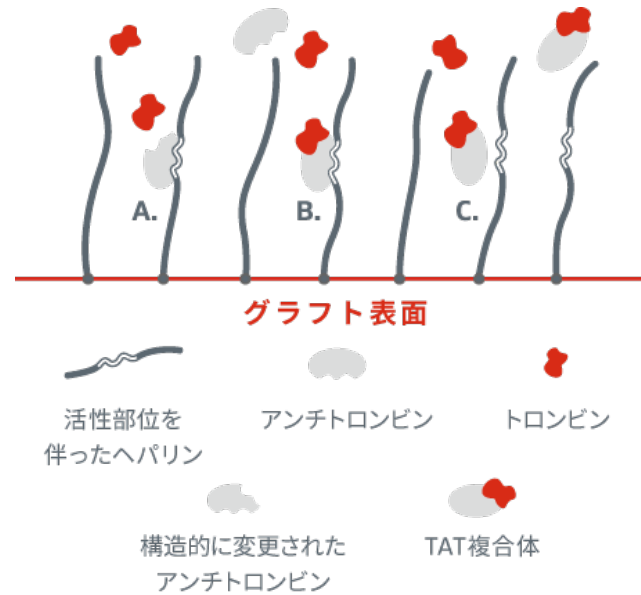 A.
B.
C.
グラフト表面
活性部位を
伴ったヘパリン
アンチトロンビン
トロンビン
構造的に変更された
アンチトロンビン
TAT複合体